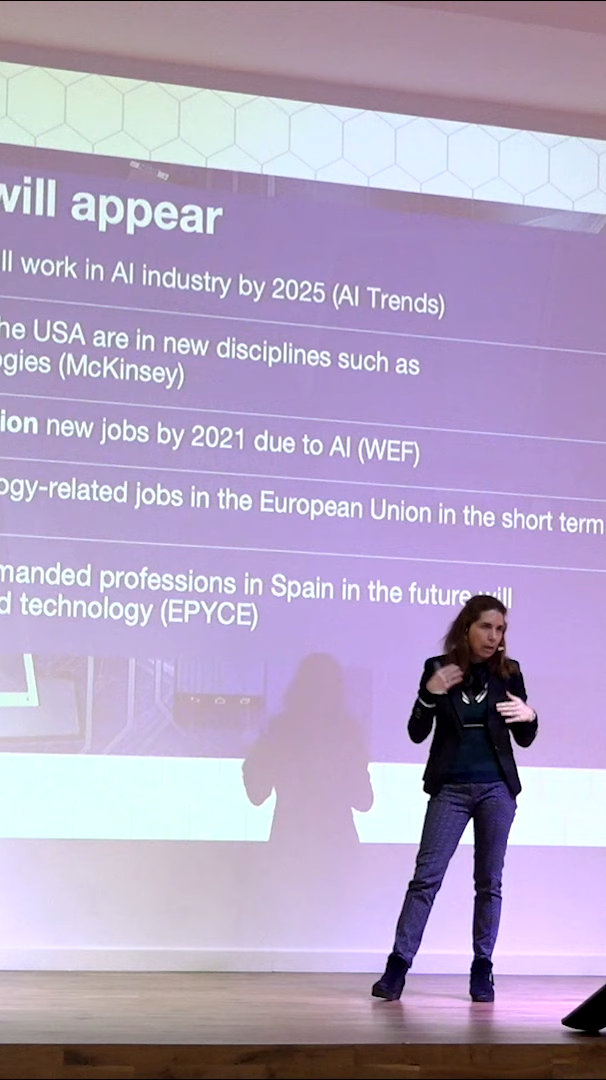 will appear
ll work in AI industry by 2025 (AI Trends)
he USA are in new disciplines such as
ogies (McKinsey)
ion new jobs by 2021 due to AI (WEF)
ogy-related jobs in the European Union in the short term
manded professions in Spain in the future will
d technology (EPYCE)